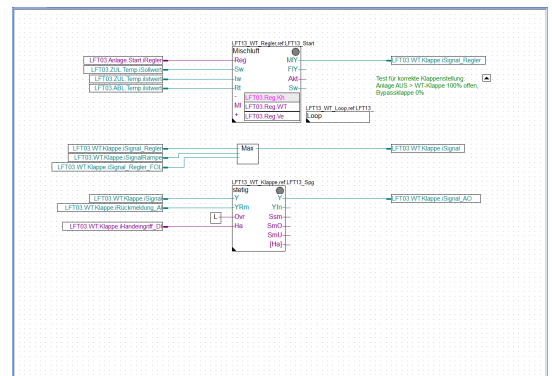 LFT13_WT_Regler.ref LFT13_Start
Mischluft
LFT03.Anlage.Start.iRegler Reg MIY LFT03.WT.Klappe.iSignal_Regler
LFT03.ZUL.Temp.iSollwert Sw FIY
LFT03.ZUL.Temp.iIstwert Iw Akt
LFT03.ABL.Temp.iIstwert Rt Sw
Test für korrekte Klappenstellung:
Anlage AUS > WT-Klappe 100% offen,
Bypassklappe 0%
- LFT03.Reg.Kh
MI LFT03.Reg.WT
+ LFT03.Reg.Ve
LFT13_WT_Loop.ref LFT13_
Loop
LFT03.WT.Klappe.iSignal_Regler Max LFT03.WT.Klappe.iSignal
LFT03.WT.Klappe.iSignalRampe
LFT03.WT.Klappe.iSignal_Regler_FOL
LFT13_WT_Klappe.ref LFT13_Spg
stetig
LFT03.WT.Klappe.iSignal Y Y LFT03.WT.Klappe.iSignal_AO
LFT03.WT.Klappe.iRückmeldung_AI YRm YIn
L Ovr Ssm
LFT03.WT.Klappe.iHandeingriff_DI Ha SmO
SmU
[Ha]